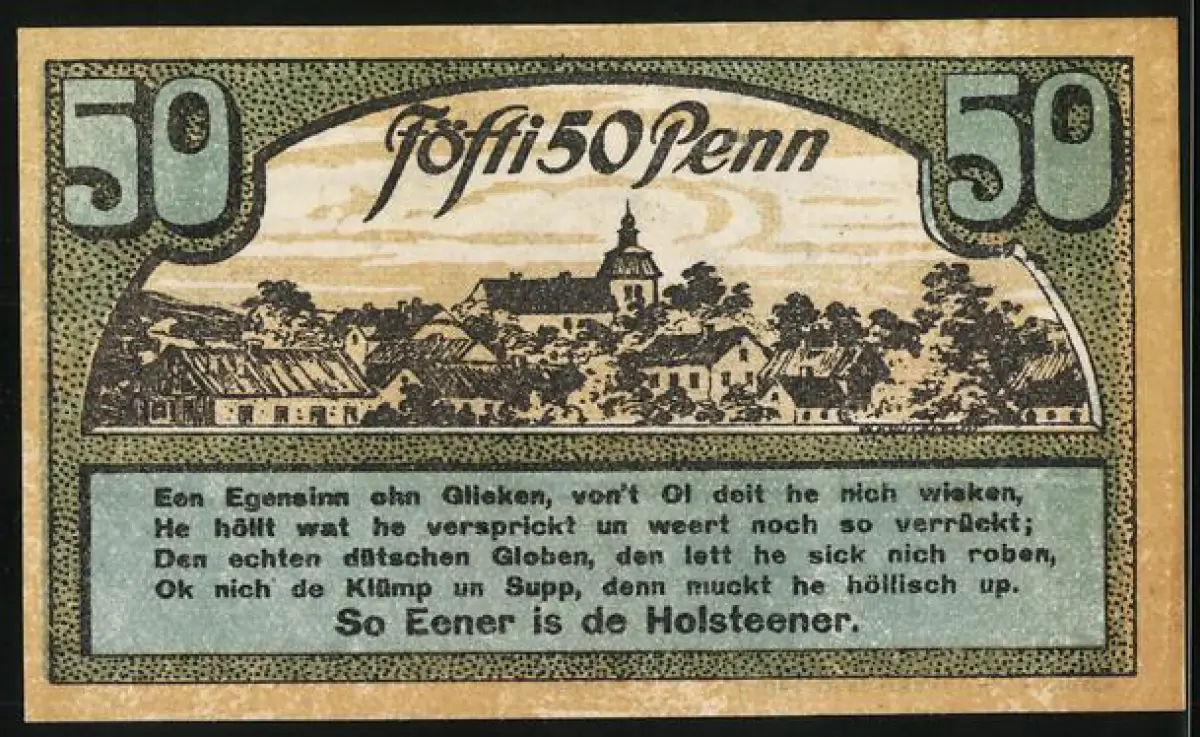 50 Föfti 50 Penn 50
Een Egensinn ahn Glieken, von't Ol deit he nich wieken,
He höllt wat he versprickt un weert noch so verrückt;
Den echten dütschen Globen, den lett he sick nich roben,
Ok nich de Klümp un Supp, denn muckt he höllisch up.
So Eener is de Holsteener.